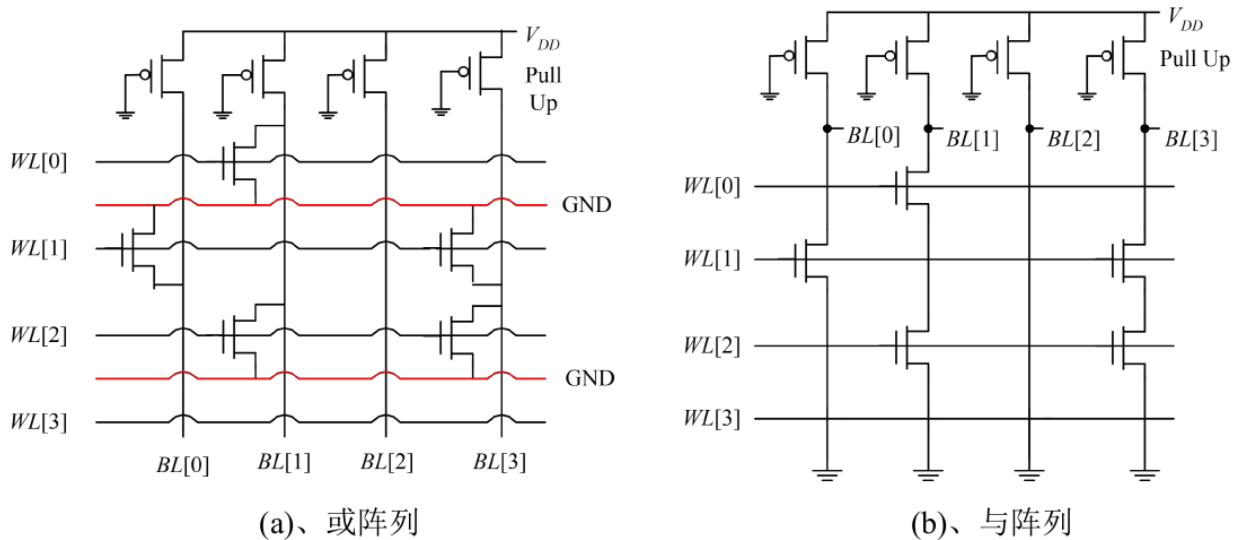 V_DD
Pull
Up
WL[0]
GND
WL[1]
WL[2]
GND
WL[3]
BL[0] BL[1] BL[2] BL[3]
(a)、或阵列
V_DD
Pull Up
BL[0] BL[1] BL[2] BL[3]
WL[0]
WL[1]
WL[2]
WL[3]
(b)、与阵列